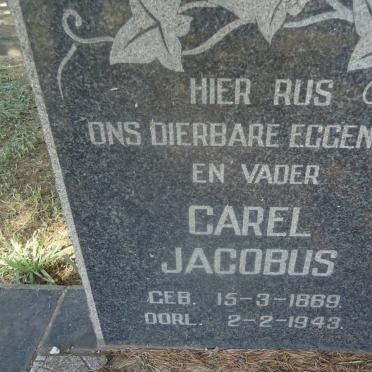 HIER RUS
ONS DIERBARE EGGEN
EN VADER
CAREL
JACOBUS
GEB. 15-3-1869.
OORL. 2-2-1943.